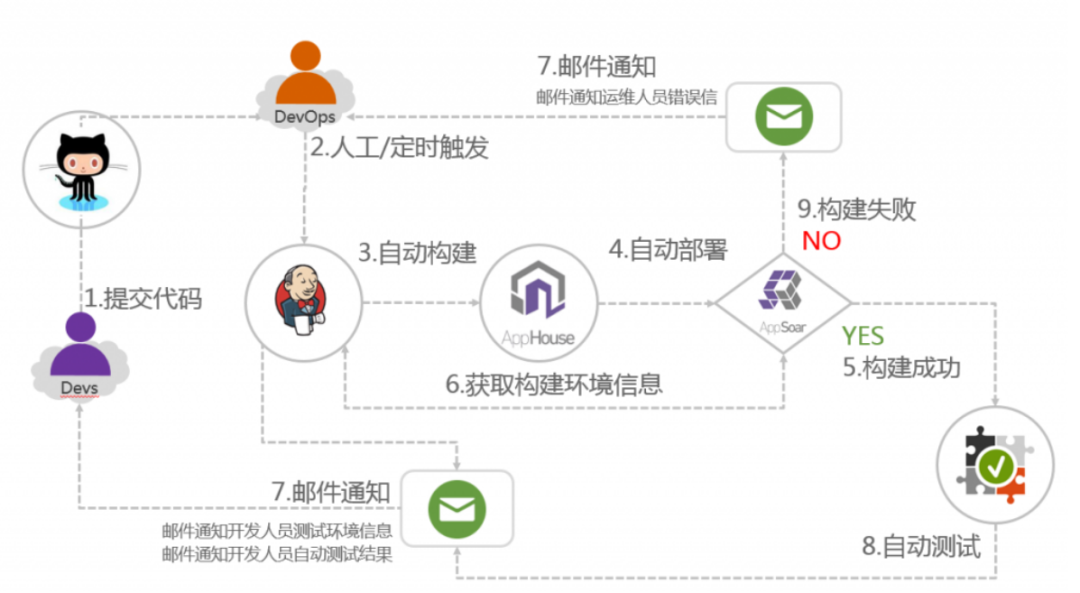 7.邮件通知
邮件通知运维人员错误信
DevOps
2.人工/定时触发
9.构建失败
NO
3.自动构建
4.自动部署
1.提交代码
AppHouse
AppSoar
YES
5.构建成功
6.获取构建环境信息
Devs
7.邮件通知
邮件通知开发人员测试环境信息
邮件通知开发人员自动测试结果
8.自动测试